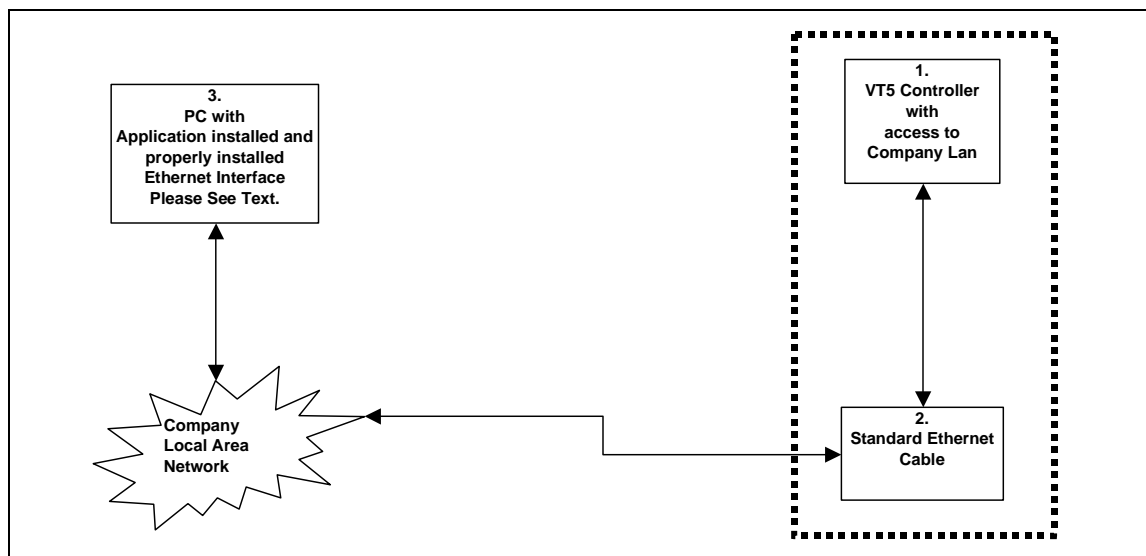 3.
PC with
Application installed and
properly installed
Ethernet Interface
Please See Text.
1.
VT5 Controller
with
access to
Company Lan
Company
Local Area
Network
2.
Standard Ethernet
Cable